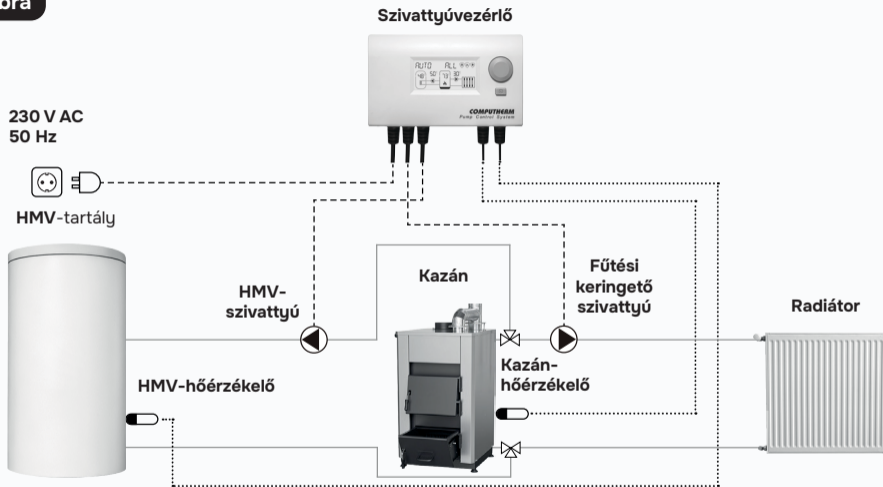 bra
Szivattyúvezérlő
AUTO ALL
COMPUTHERM
Pump Control System
230 V AC
50 Hz
HMV-tartály
HMV-
szivattyú
Kazán
Fűtési
keringető
szivattyú
Radiátor
HMV-hőérzékelő
Kazán-
hőérzékelő